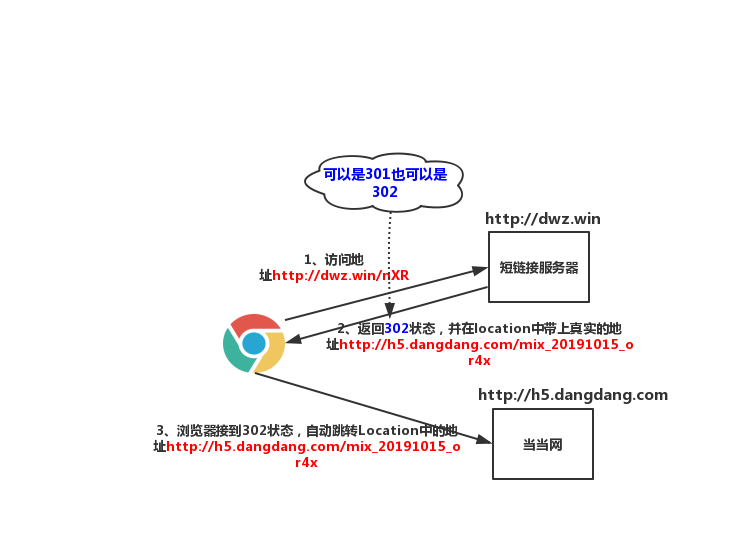 可以是301也可以是
302
http://dwz.win
短链接服务器
1、访问地
址http://dwz.win/nXR
2、返回302状态，并在location中带上真实的地
址http://h5.dangdang.com/mix_20191015_o
r4x
http://h5.dangdang.com
当当网
3、浏览器接到302状态，自动跳转Location中的地
址http://h5.dangdang.com/mix_20191015_o
r4x